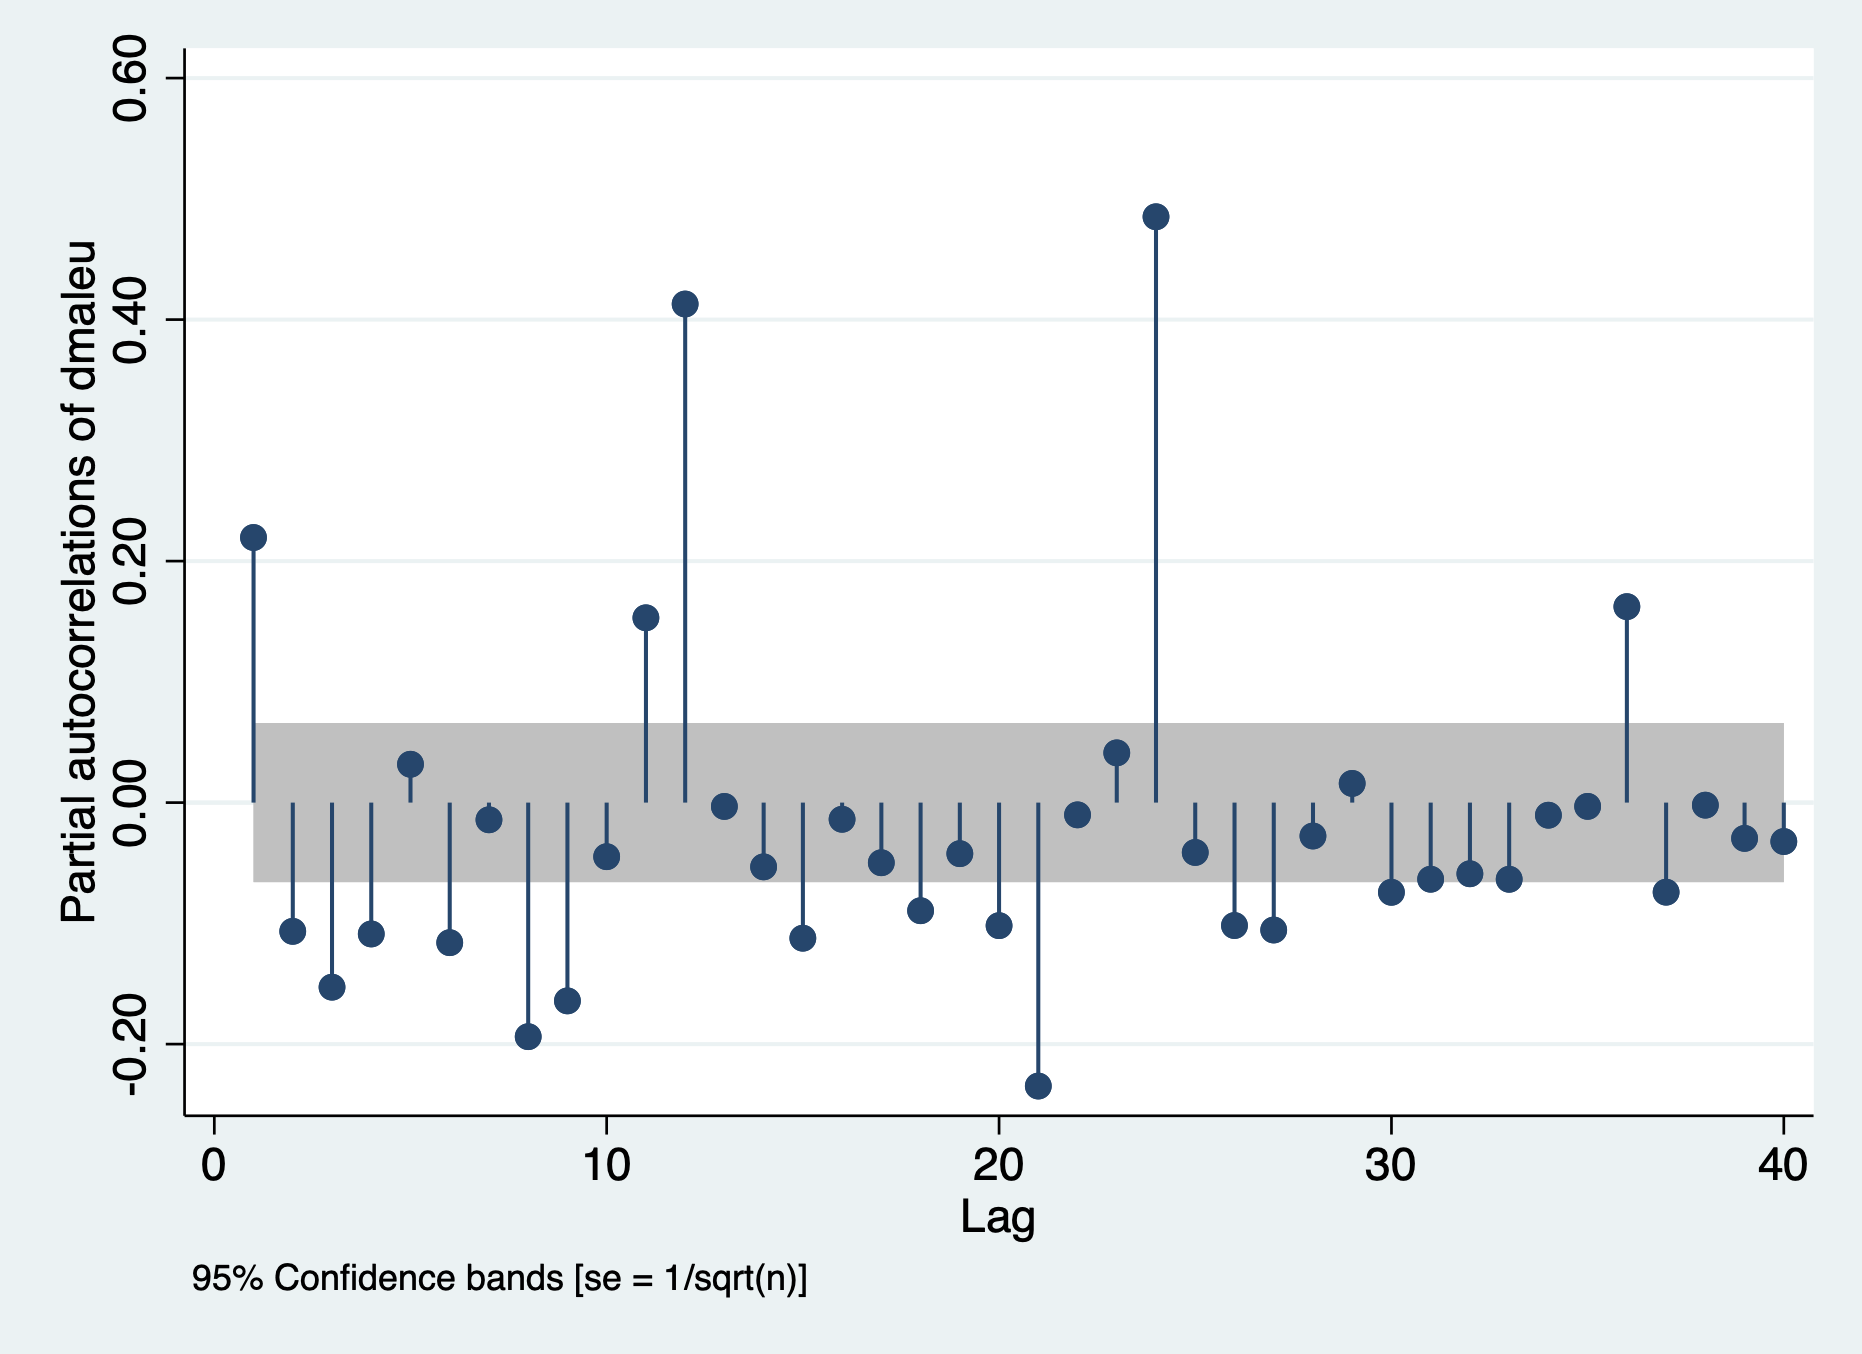 Partial autocorrelations of dmaleu
0.60
0.40
0.20
0.00
-0.20
0 10 20 30 40
Lag
95% Confidence bands [se = 1/sqrt(n)]